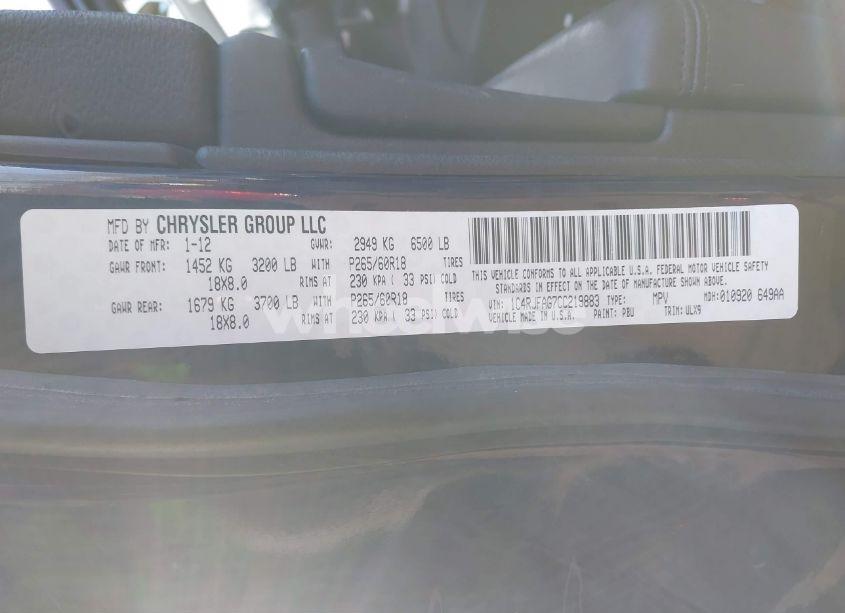 MFD BY CHRYSLER GROUP LLC
DATE OF MFR: 1-12 GVWR: 2949 KG 6500 LB
GAWR FRONT: 1452 KG 3200 LB WITH P265/60R18 TIRES
18X8.0 RIMS AT 230 KPA ( 33 PSI) COLD
GAWR REAR: 1679 KG 3700 LB WITH P265/60R18 TIRES
18X8.0 RIMS AT 230 KPA ( 33 PSI) COLD
THIS VEHICLE CONFORMS TO ALL APPLICABLE U.S.A. FEDERAL MOTOR VEHICLE SAFETY
STANDARDS IN EFFECT ON THE DATE OF MANUFACTURE SHOWN ABOVE.
VIN: 1C4RJFAG7CC219883 TYPE: MPV MDH: 010920 649AA
VEHICLE MADE IN U.S.A. PAINT: PBU TRIM: ULX9